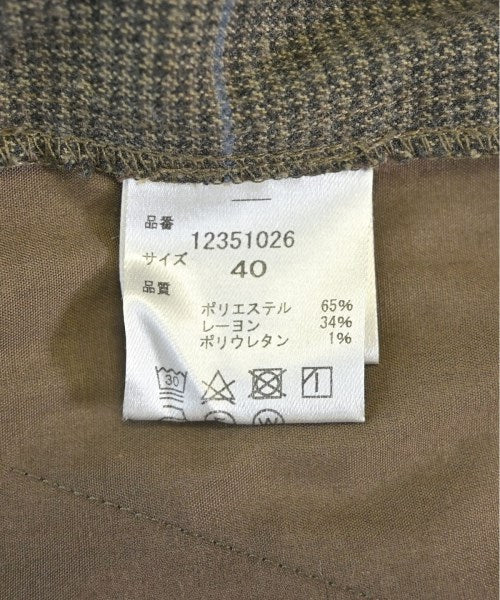 品番
12351026
サイズ
40
品質
ポリエステル 65%
レーヨン 34%
ポリウレタン 1%
30
W